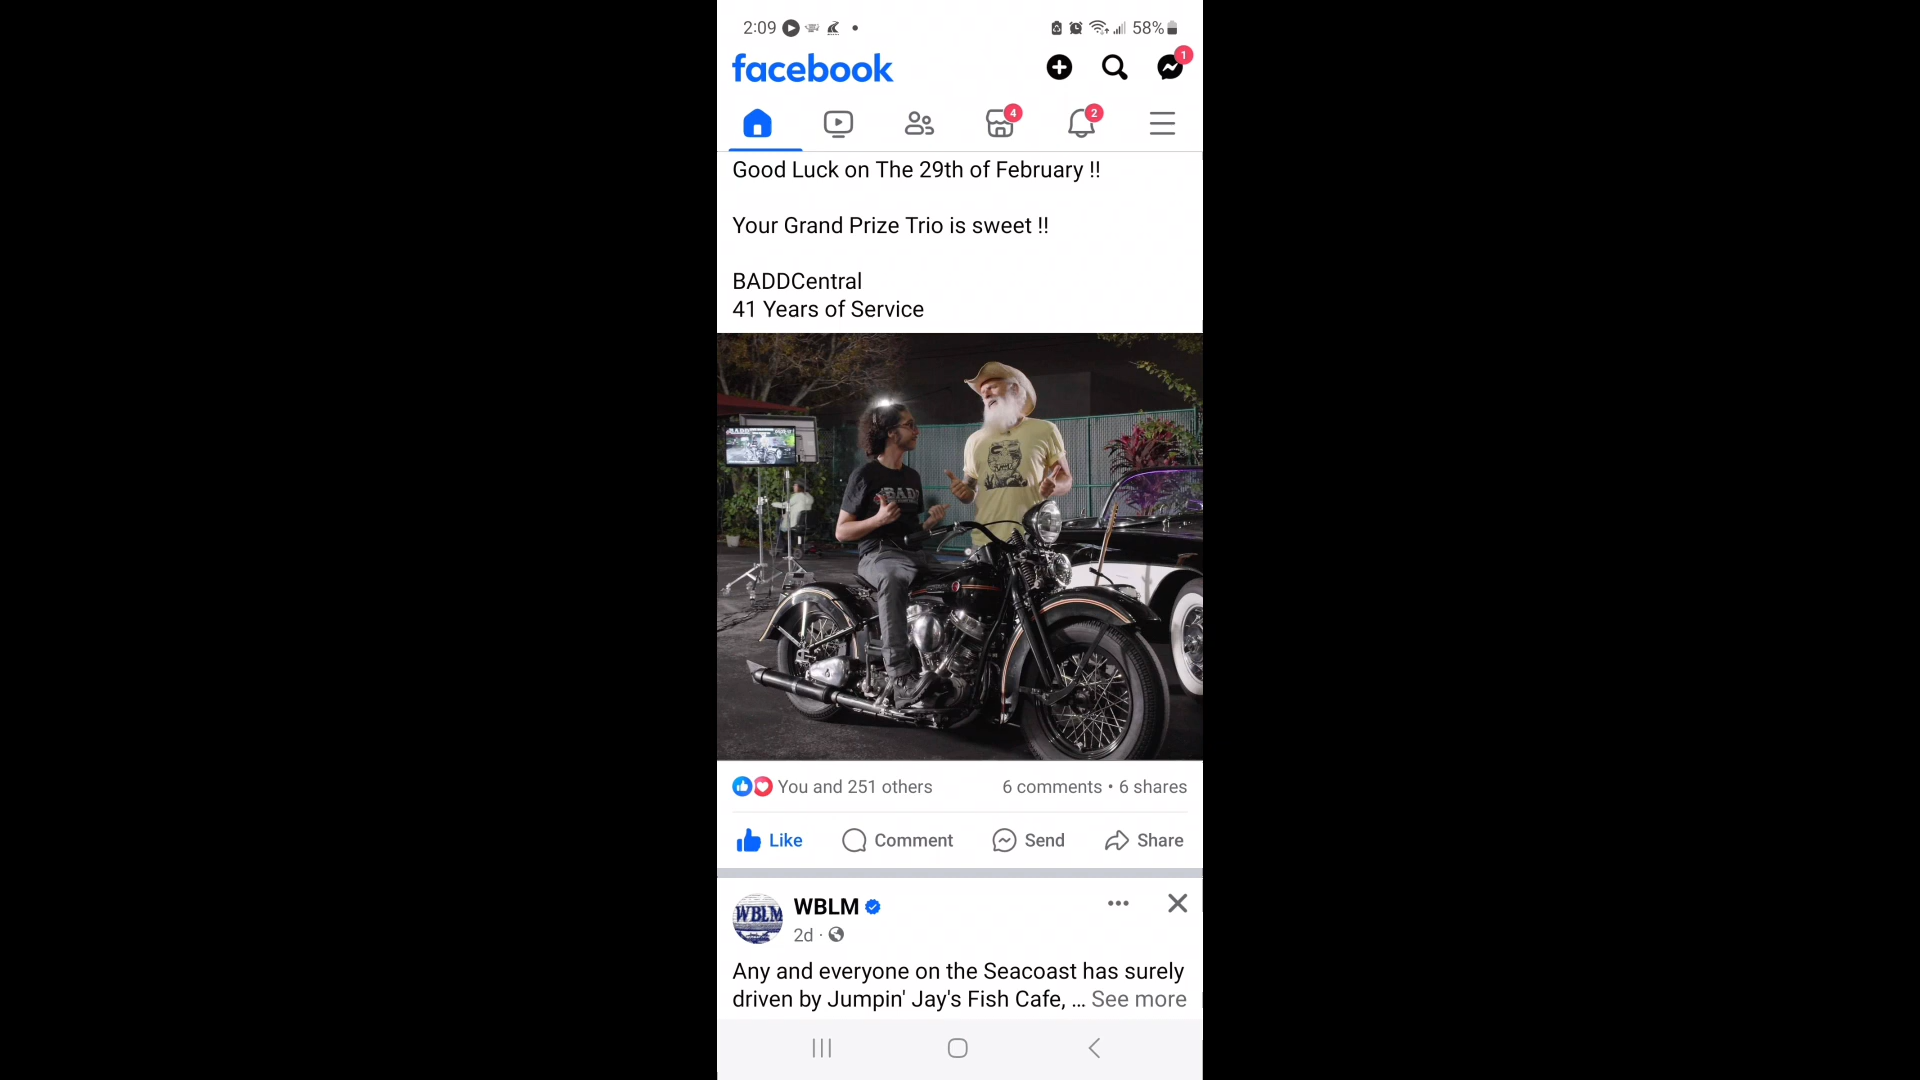 2:09
58%
facebook
1
4
2
Good Luck on The 29th of February !!
Your Grand Prize Trio is sweet !!
BADDCentral
41 Years of Service
BAD
You and 251 others
6 comments • 6 shares
Like
Comment
Send
Share
WBLM
WBLM
2d ·
Any and everyone on the Seacoast has surely
driven by Jumpin' Jay's Fish Cafe, ... See more